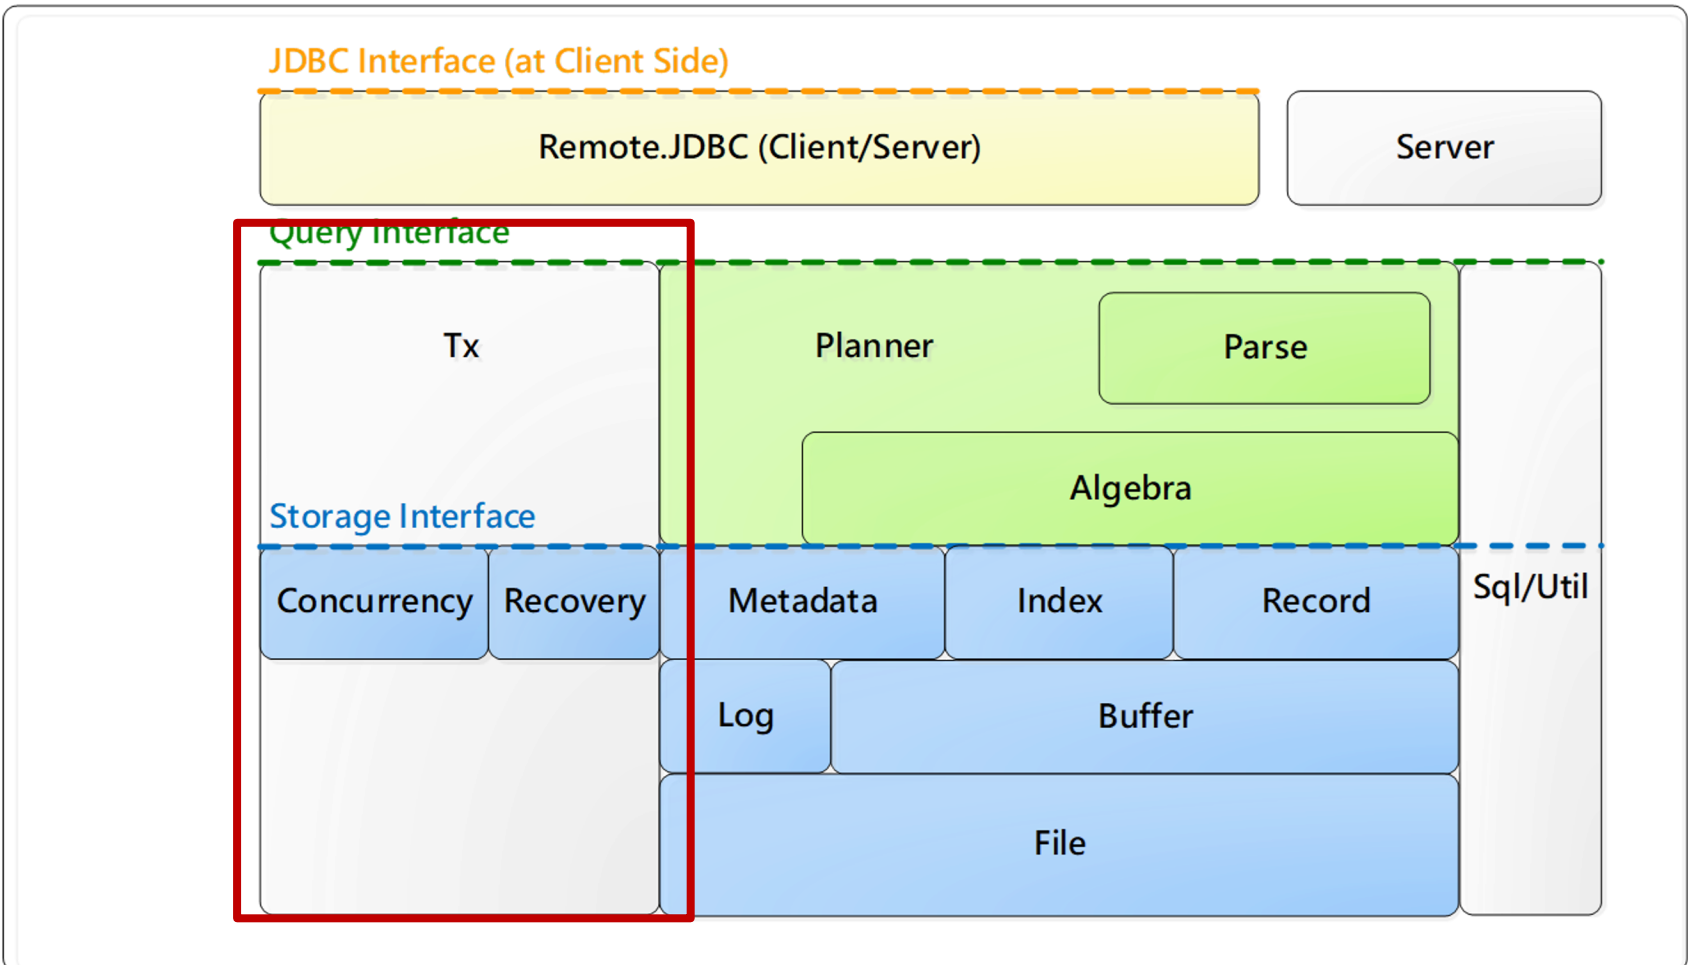 JDBC Interface (at Client Side)
Remote.JDBC (Client/Server)
Server
Query Interface
Tx
Planner
Parse
Algebra
Storage Interface
Concurrency
Recovery
Metadata
Index
Record
Sql/Util
Log
Buffer
File